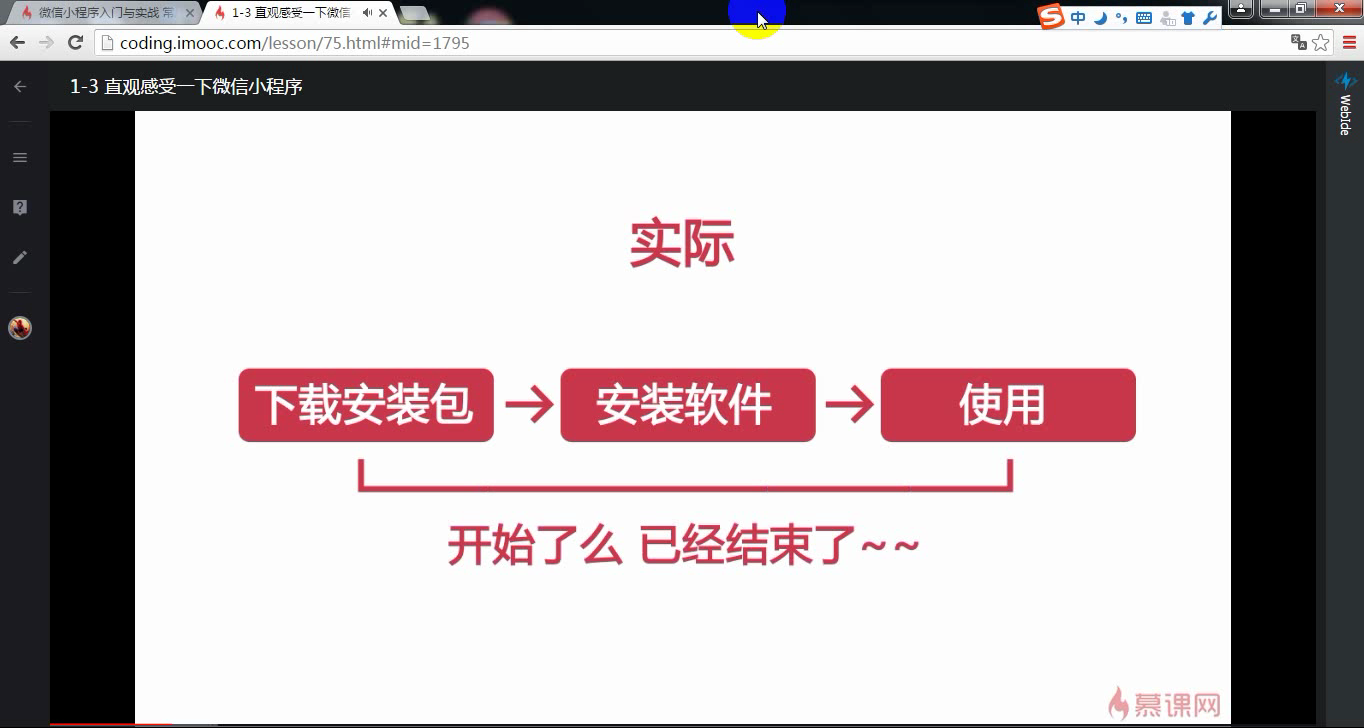 微信小程序入门与实战 常
1-3 直观感受一下微信
中
coding.imooc.com/lesson/75.html#mid=1795
1-3 直观感受一下微信小程序
WebIde
实际
下载安装包 → 安装软件 → 使用
开始了么 已经结束了~~
慕课网